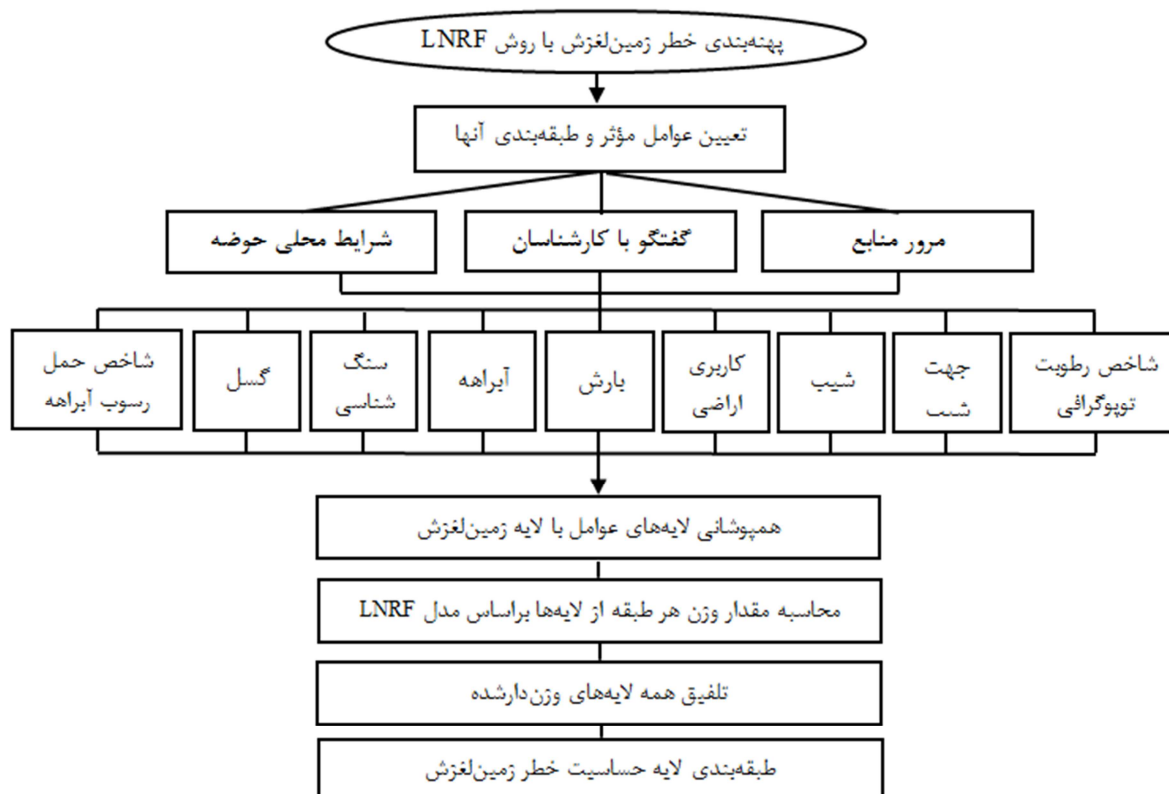 پهنه‌بندی خطر زمین‌لغزش با روش LNRF
تعیین عوامل مؤثر و طبقه‌بندی آنها
مرور منابع
گفتگو با کارشناسان
شرایط محلی حوضه
شاخص رطوبت
توپوگرافی
جهت
شیب
شیب
کاربری
اراضی
بارش
آبراهه
سنگ
شناسی
گسل
شاخص حمل
رسوب آبراهه
همپوشانی لایه‌های عوامل با لایه زمین‌لغزش
محاسبه مقدار وزن هر طبقه از لایه‌ها براساس مدل LNRF
تلفیق همه لایه‌های وزن‌دارشده
طبقه‌بندی لایه حساسیت خطر زمین‌لغزش